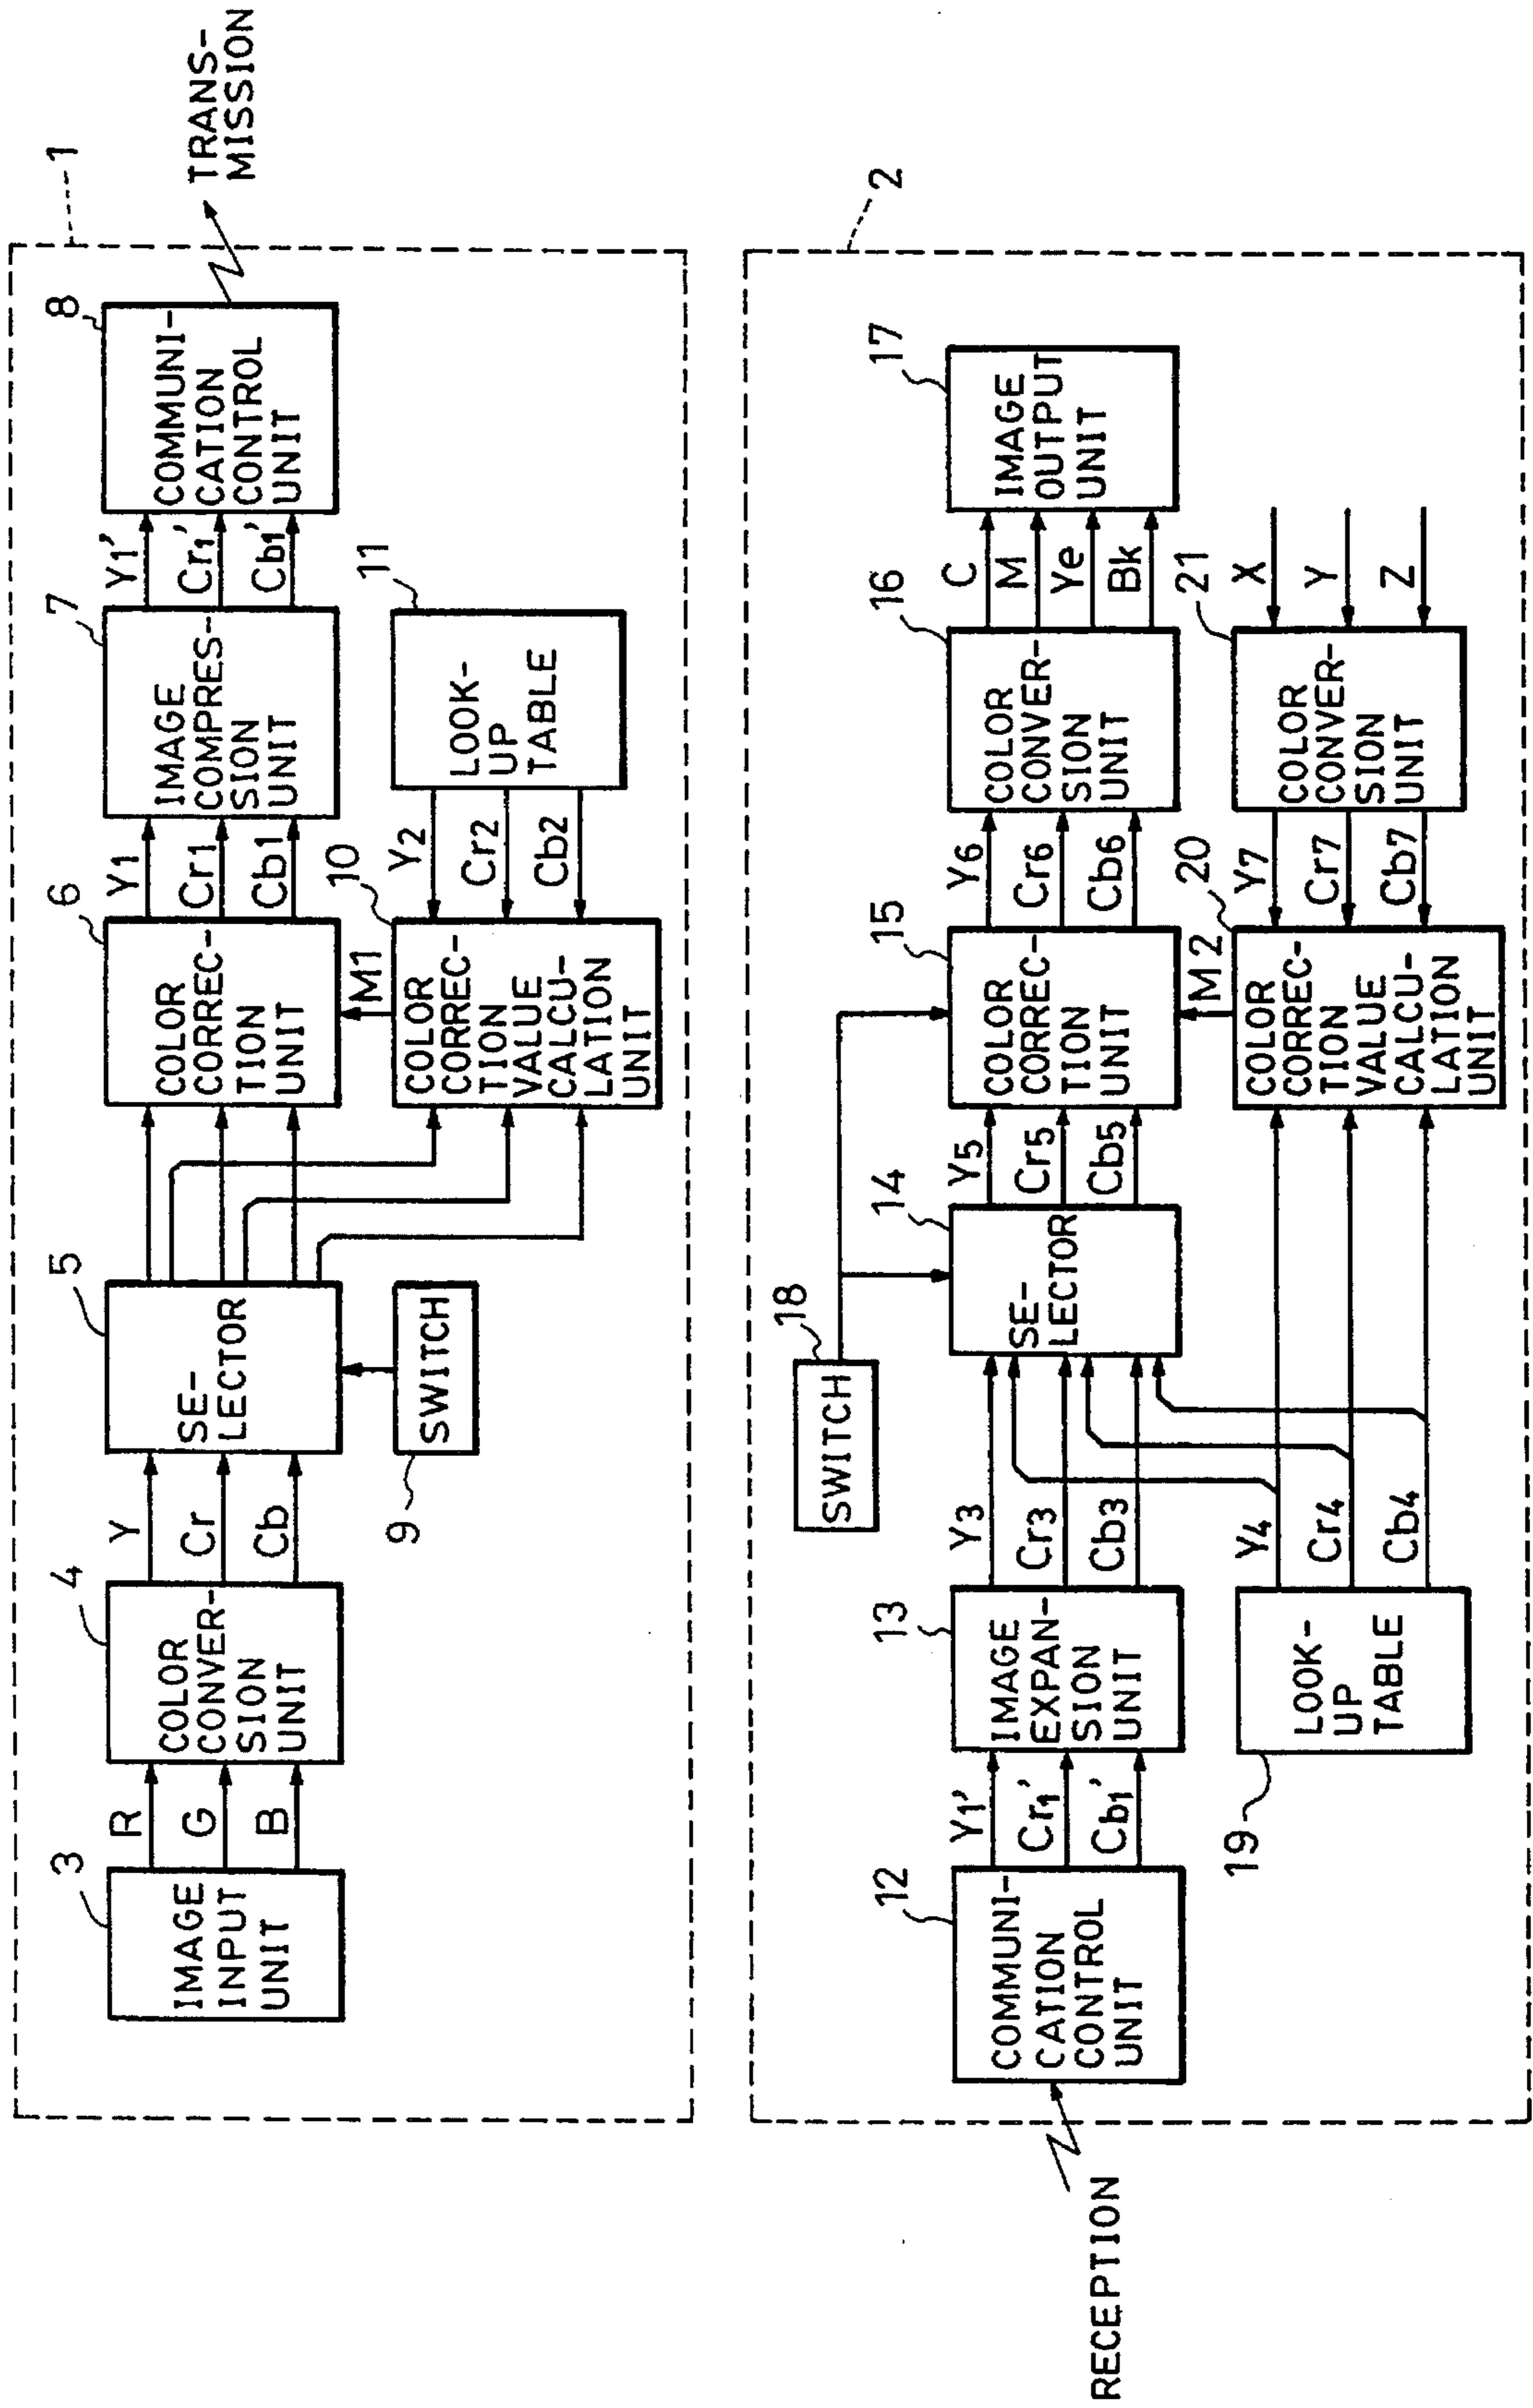 1
TRANS-
MISSION
3
IMAGE
INPUT
UNIT
R
G
B
4
COLOR
CONVER-
SION
UNIT
Y
Cr
Cb
5
SE-
LECTOR
9
SWITCH
6
COLOR
CORREC-
TION
UNIT
Y1
Cr1
Cb1
7
IMAGE
COMPRES-
SION
UNIT
Y1'
Cr1'
Cb1'
8
COMMUNI-
CATION
CONTROL
UNIT
M1
10
COLOR
CORREC-
TION
VALUE
CALCU-
LATION
UNIT
Y2
Cr2
Cb2
11
LOOK-
UP
TABLE
2
RECEPTION
12
COMMUNI-
CATION
CONTROL
UNIT
Y1'
Cr1'
Cb1'
13
IMAGE
EXPAN-
SION
UNIT
Y3
Cr3
Cb3
18
SWITCH
14
SE-
LECTOR
Y5
Cr5
Cb5
15
COLOR
CORREC-
TION
UNIT
Y6
Cr6
Cb6
16
COLOR
CONVER-
SION
UNIT
C
M
Ye
Bk
17
IMAGE
OUTPUT
UNIT
19
LOOK-
UP
TABLE
Y4
Cr4
Cb4
M2
20
COLOR
CORREC-
TION
VALUE
CALCU-
LATION
UNIT
Y7
Cr7
Cb7
21
COLOR
CONVER-
SION
UNIT
X
Y
Z